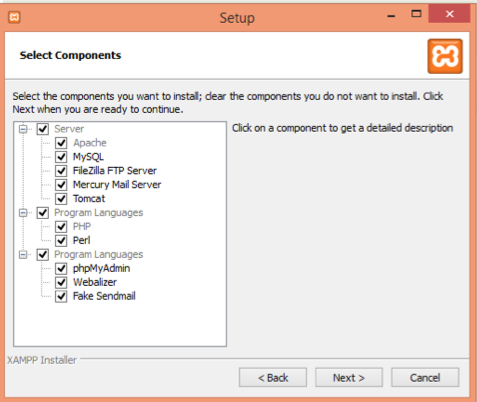 Setup
Select Components
Select the components you want to install; clear the components you do not want to install. Click
Next when you are ready to continue.
Server
Apache
MySQL
FileZilla FTP Server
Mercury Mail Server
Tomcat
Program Languages
PHP
Perl
Program Languages
phpMyAdmin
Webalizer
Fake Sendmail
Click on a component to get a detailed description
XAMPP Installer
< Back
Next >
Cancel